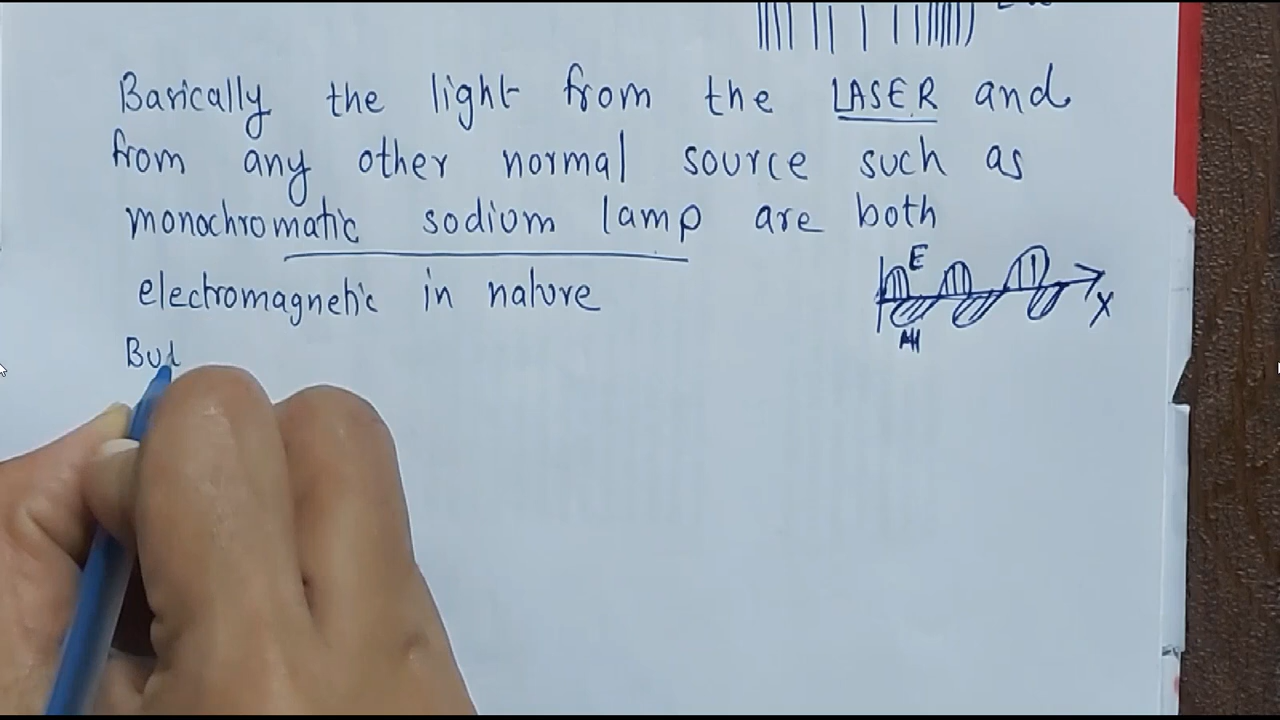 Basically the light from the LASER and
from any other normal source such as
monochromatic sodium lamp are both
electromagnetic in nature
E
X
H
But